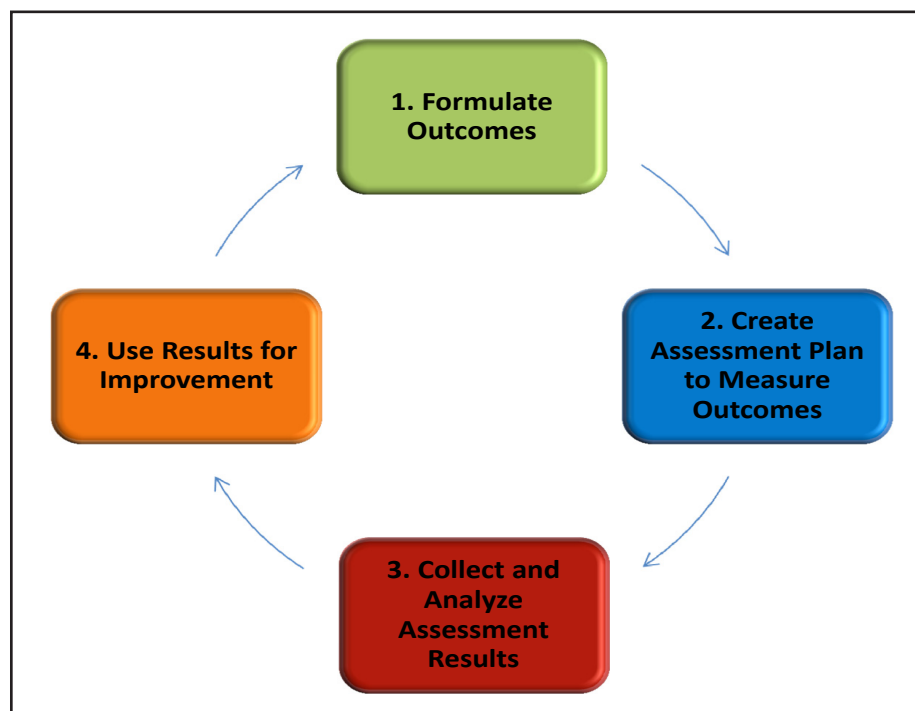 1. Formulate
Outcomes
2. Create
Assessment Plan
to Measure
Outcomes
3. Collect and
Analyze
Assessment
Results
4. Use Results for
Improvement